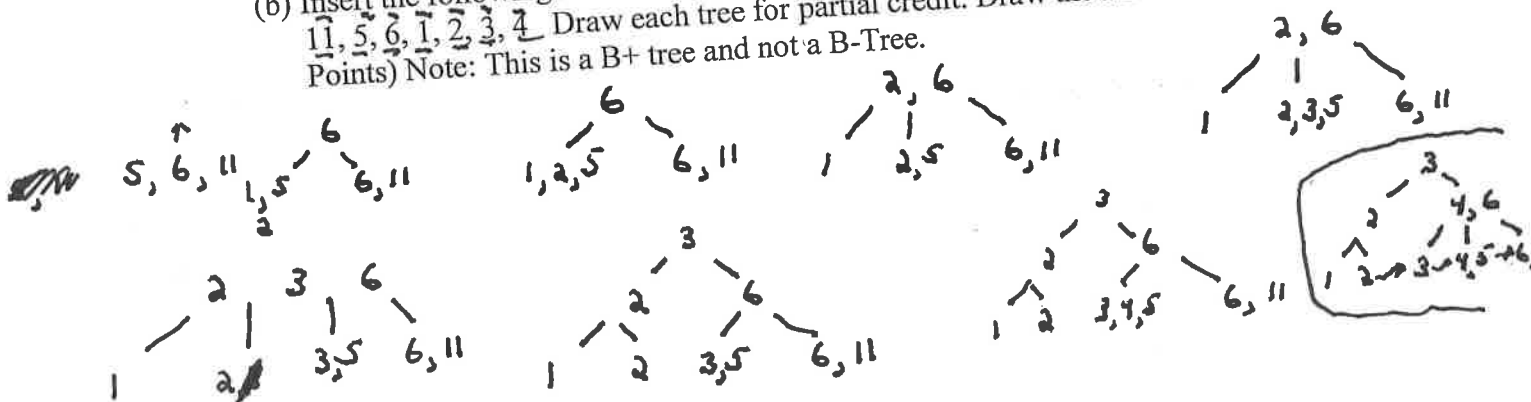 (b) Insert the
11, 5, 6, 1, 2, 3, 4 Draw each tree for partial credit.
Points) Note: This is a B+ tree and not a B-Tree.
2, 6
1 2,3,5 6, 11
5, 6, 11
6
1, 5 6, 11
2
6
1, 2, 5 6, 11
2, 6
1 2, 5 6, 11
2 3 6
1 2 3,5 6, 11
3
2 6
1 2 3,5 6, 11
3
2 6
1 2 3,4,5 6, 11
3
2 4, 6
1 2 → 3 → 4,5 → 6,